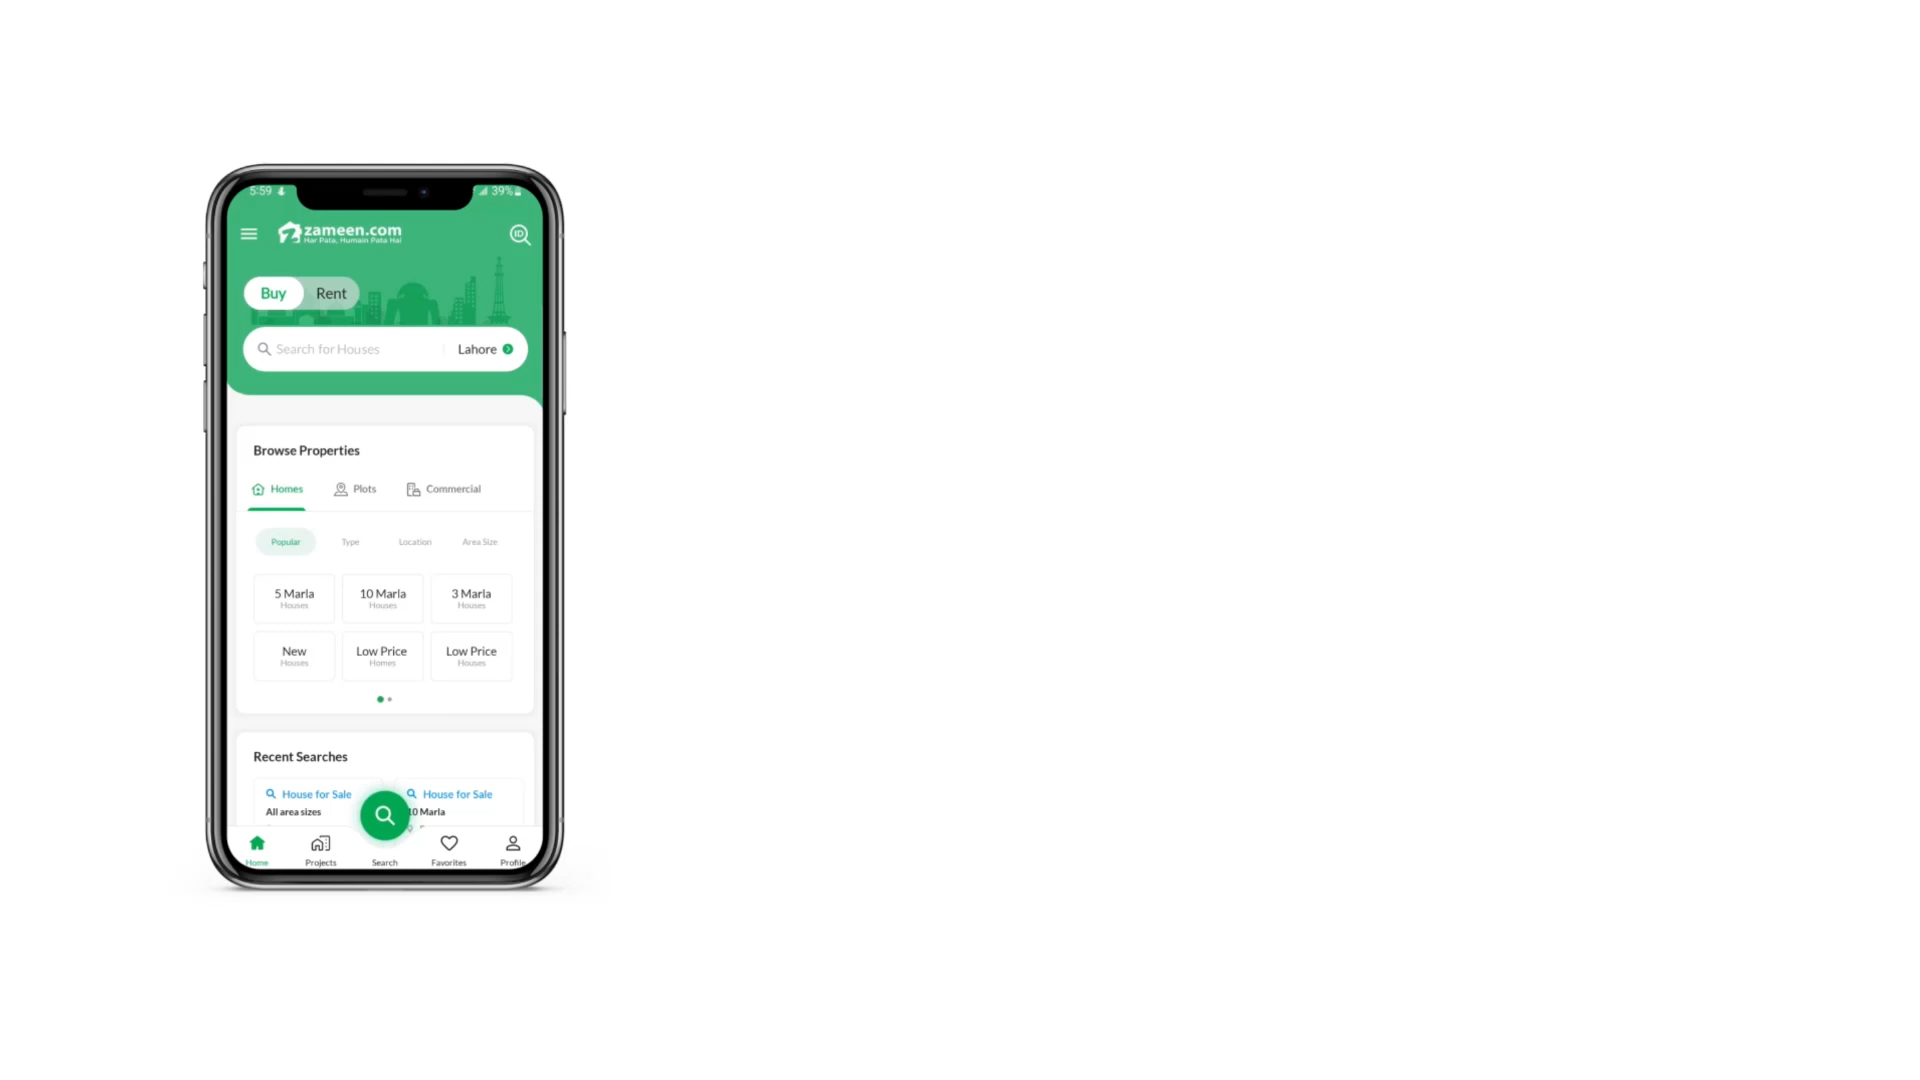 5:59 39%
zameen.com
Har Pata, Humain Pata Hai
ID
Buy Rent
Search for Houses Lahore
Browse Properties
Homes Plots Commercial
Popular Type Location Area Size
5 Marla 10 Marla 3 Marla
Houses Houses Houses
New Low Price Low Price
Houses Homes Houses
Recent Searches
House for Sale House for Sale
All area sizes 10 Marla
Home Projects Search Favorites Profile